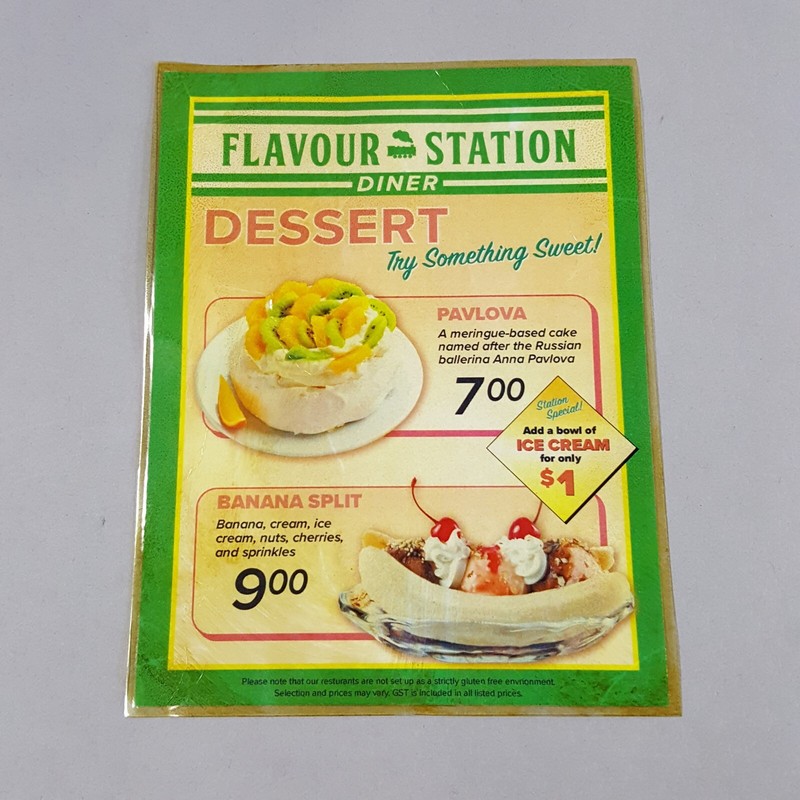 FLAVOUR STATION
DINER
DESSERT
Try Something Sweet!
PAVLOVA
A meringue-based cake
named after the Russian
ballerina Anna Pavlova
7.00
Station
Special!
Add a bowl of
ICE CREAM
for only
$1
BANANA SPLIT
Banana, cream, ice
cream, nuts, cherries,
and sprinkles
9.00
Please note that our resturants are not set up as a strictly gluten free envronment.
Selection and prices may vary. GST is included in all listed prices.